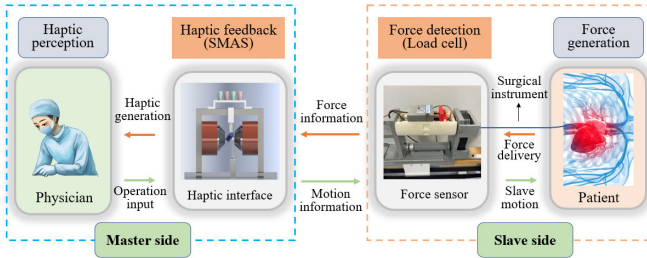 Haptic
perception
Haptic feedback
(SMAS)
Force detection
(Load cell)
Force
generation
Surgical
instrument
Haptic
generation
Force
information
Force
delivery
Physician
Operation
input
Haptic interface
Motion
information
Force sensor
Slave
motion
Patient
Master side
Slave side